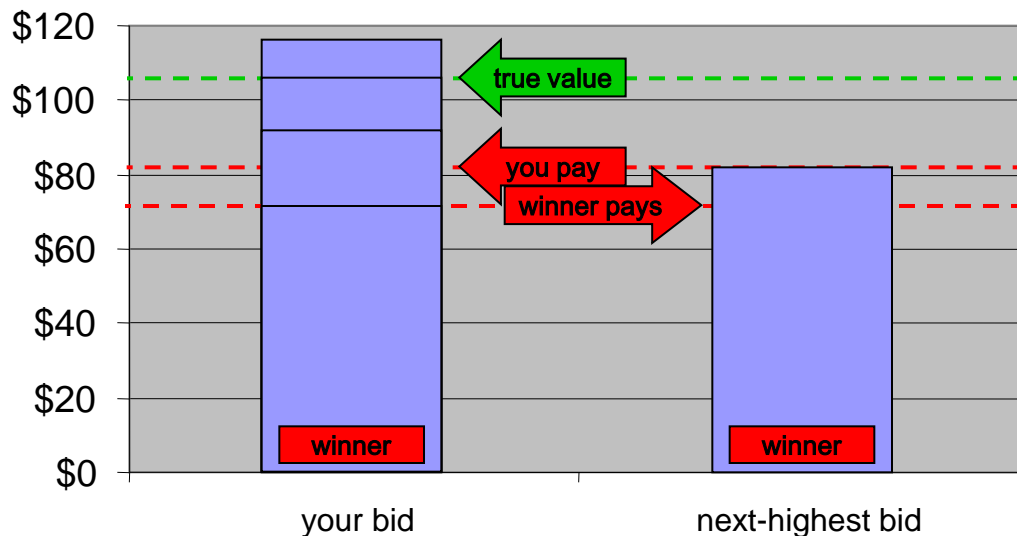 $120
true value
$100
you pay
$80
winner pays
$60
$40
$20
winner
winner
$0
your bid
next-highest bid